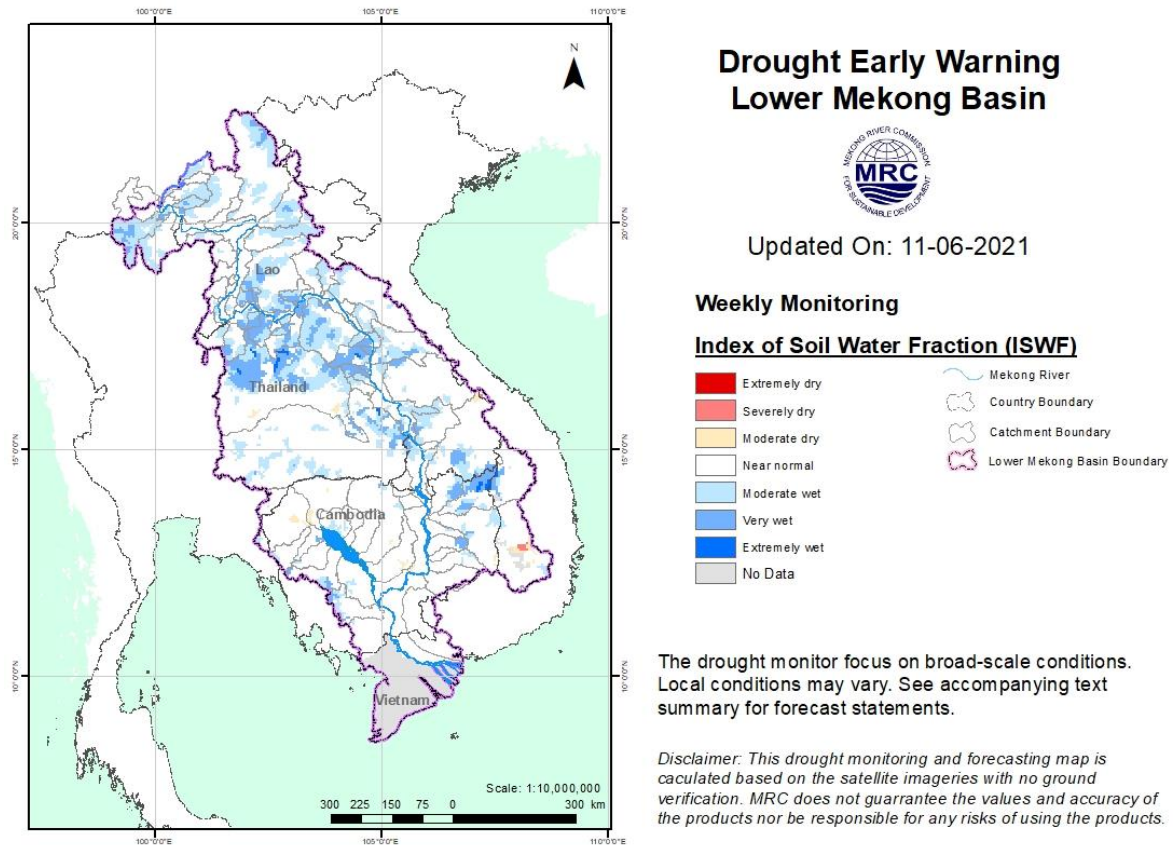 100°0'0"E 105°0'0"E 110°0'0"E
N
20°0'0"N
20°0'0"N
15°0'0"N
15°0'0"N
10°0'0"N
10°0'0"N
Lao
Thailand
Cambodia
Vietnam
Scale: 1:10,000,000
300 225 150 75 0 300 km
100°0'0"E 105°0'0"E 110°0'0"E
Drought Early Warning
Lower Mekong Basin
MEKONG RIVER COMMISSION
MRC
FOR SUSTAINABLE DEVELOPMENT
Updated On: 11-06-2021
Weekly Monitoring
Index of Soil Water Fraction (ISWF)
Extremely dry
Severely dry
Moderate dry
Near normal
Moderate wet
Very wet
Extremely wet
No Data
Mekong River
Country Boundary
Catchment Boundary
Lower Mekong Basin Boundary
The drought monitor focus on broad-scale conditions.
Local conditions may vary. See accompanying text
summary for forecast statements.
Disclaimer: This drought monitoring and forecasting map is
caculated based on the satellite imageries with no ground
verification. MRC does not guarrantee the values and accuracy of
the products nor be responsible for any risks of using the products.